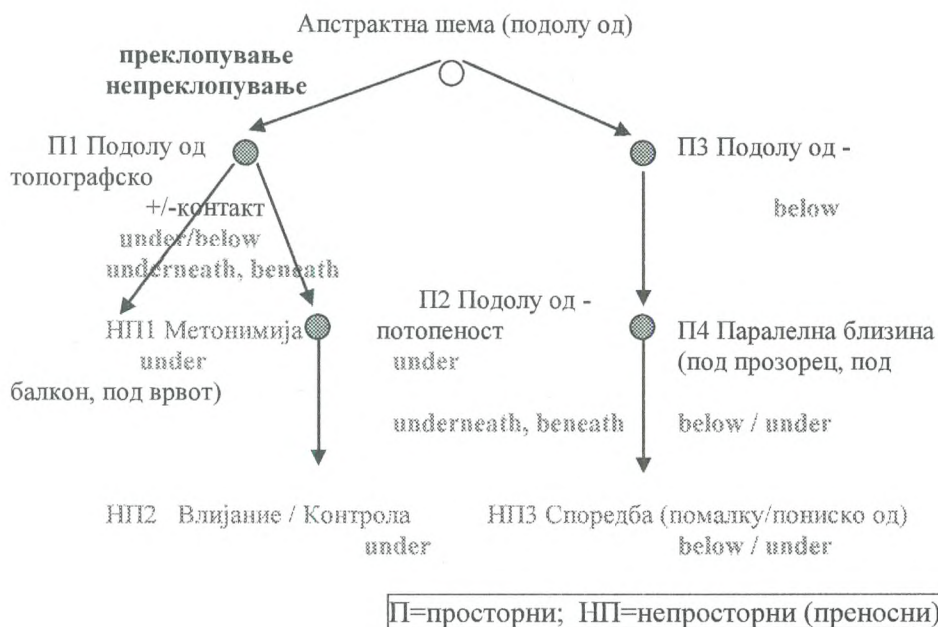 Апстрактна шема (подолу од)
преклопување
непреклопување
П1 Подолу од
топографско
П3 Подолу од -
+/-контакт
below
under/below
underneath, beneath
П2 Подолу од -
НП1 Метонимија
потопеност
П4 Паралелна близина
under
under
(под прозорец, под
балкон, под врвот)
underneath, beneath
below / under
НП2 Влијание / Контрола
НП3 Споредба (помалку/пониско од)
under
below / under
П=просторни; НП=непросторни (преносни)